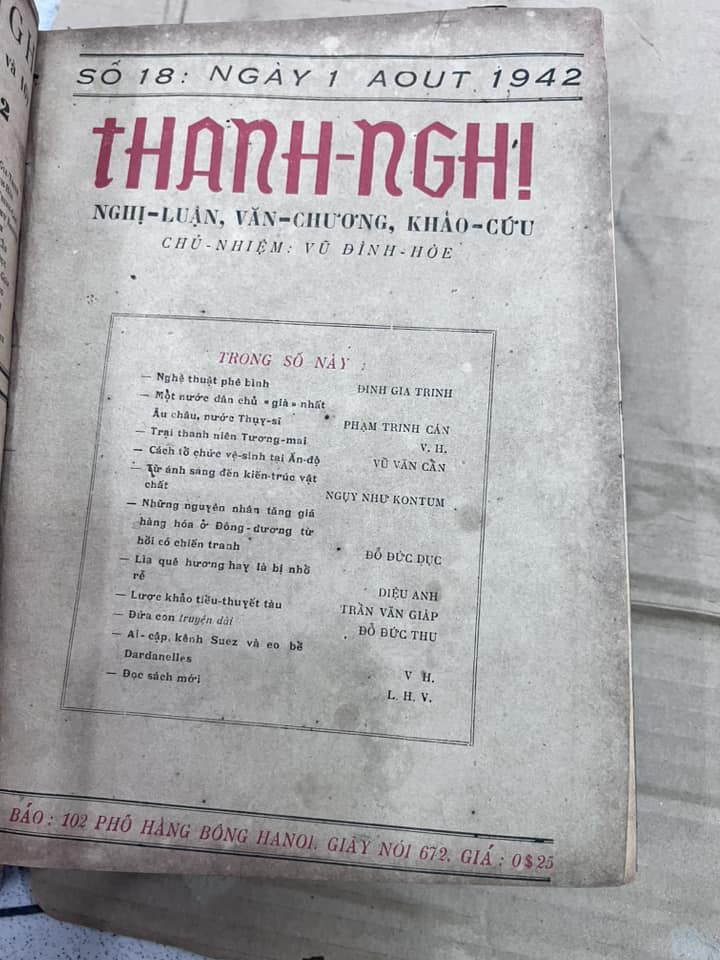 SỐ 18: NGÀY 1 AOUT 1942
THANH-NGHỊ
NGHỊ-LUẬN, VĂN-CHƯƠNG, KHẢO-CỨU
CHỦ-NHIỆM: VŨ ĐÌNH-HÒE
TRONG SỐ NÀY :
— Nghệ thuật phê bình ĐINH GIA TRINH
— Một nước dân chủ « già » nhất
Âu châu, nước Thụy-sĩ PHẠM TRINH CÁN
— Trại thanh niên Tương-mai V. H.
— Cách tổ chức vệ-sinh tại Ấn-độ VŨ VĂN CẨN
— Từ ánh sáng đến kiến-trúc vật
chất NGỤY NHƯ KONTUM
— Những nguyên nhân tăng giá
hàng hóa ở Đông-dương từ
hồi có chiến tranh ĐỖ ĐỨC DỤC
— Lìa quê hương hay là bị nhổ
rễ DIỆU ANH
— Lược khảo tiểu-thuyết tàu TRẦN VĂN GIÁP
— Đứa con truyện dài ĐỖ ĐỨC THU
— Ai-cập, kênh Suez và eo bể
Dardanelles V H.
— Đọc sách mới L. H. V.
BÁO : 102 PHỐ HÀNG BÔNG HANOI. GIÂY NÓI 672. GIÁ : 0$25